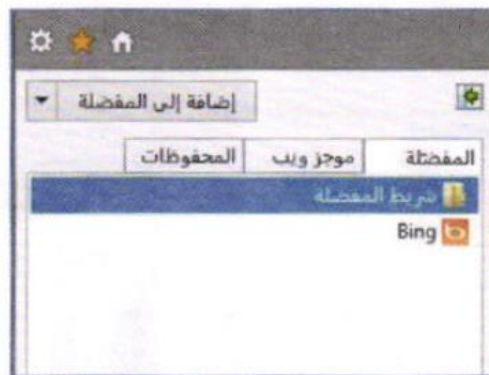 إضافة إلى المفضلة
المفضلة موجز ويب المحفوظات
شريط المفضلة
Bing